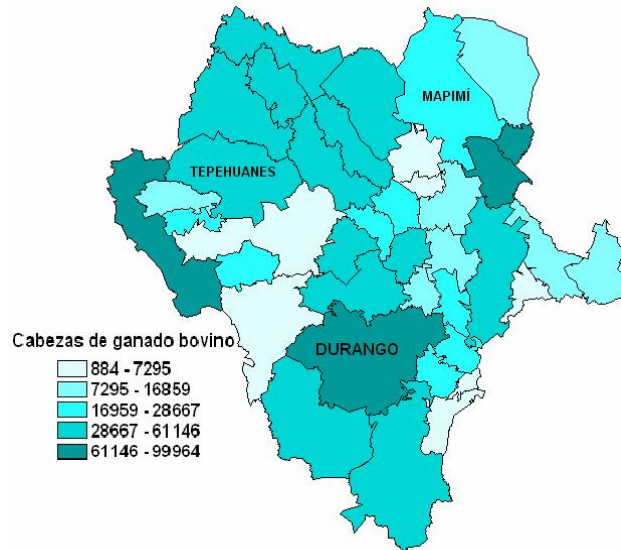 MAPIMÍ
TEPEHUANES
DURANGO
Cabezas de ganado bovino
884 - 7295
7295 - 16859
16959 - 28667
28667 - 61146
61146 - 99964